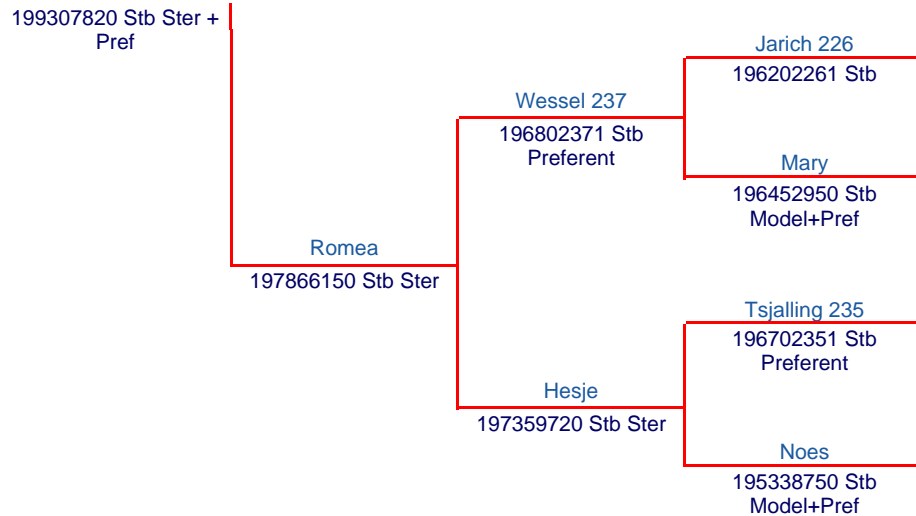 199307820 Stb Ster +
Pref
Jarich 226
196202261 Stb
Wessel 237
196802371 Stb
Preferent
Mary
196452950 Stb
Model+Pref
Romea
197866150 Stb Ster
Tsjalling 235
196702351 Stb
Preferent
Hesje
197359720 Stb Ster
Noes
195338750 Stb
Model+Pref